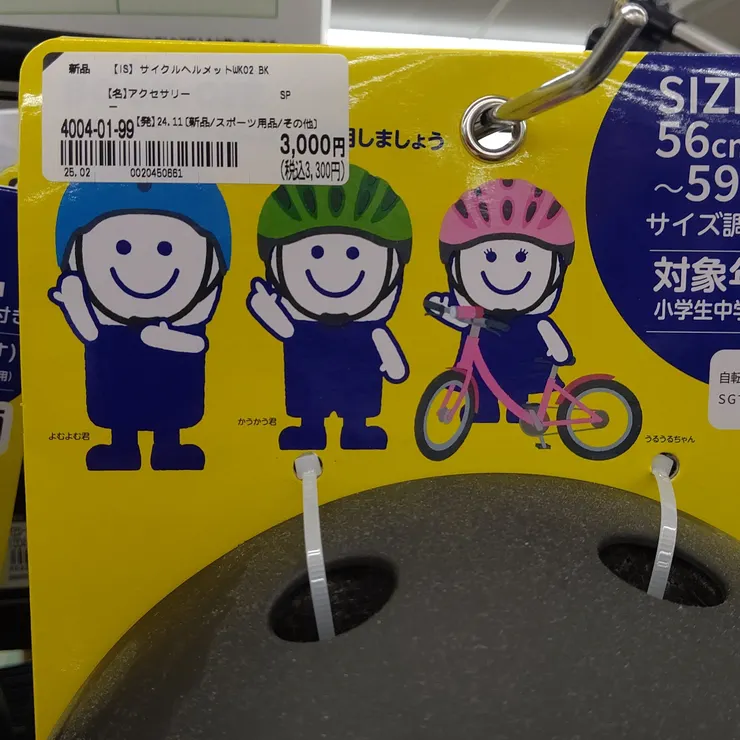 新品 【IS】サイクルヘルメットWK02 BK
【名】アクセサリー SP
ー
4004-01-99 【発】24.11[新品/スポーツ用品/その他]
3,000円
25.02 0020450661 (税込3,300円)
用しましょう
SIZE
56cm
～59
サイズ調
対象年
小学生中学
自転
SG
よむよむ君
かうかう君
うるうるちゃん
付き